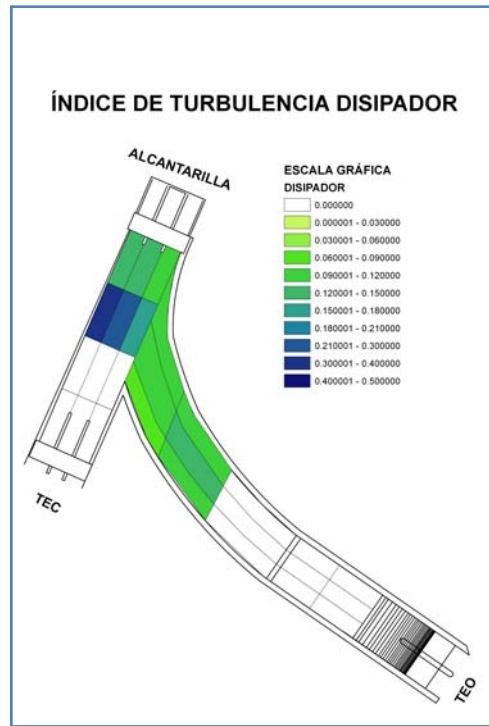 ÍNDICE DE TURBULENCIA DISIPADOR
ALCANTARILLA
ESCALA GRÁFICA
DISIPADOR
0.000000
0.000001 - 0.030000
0.030001 - 0.060000
0.060001 - 0.090000
0.090001 - 0.120000
0.120001 - 0.150000
0.150001 - 0.180000
0.180001 - 0.210000
0.210001 - 0.300000
0.300001 - 0.400000
0.400001 - 0.500000
TEC
TEO